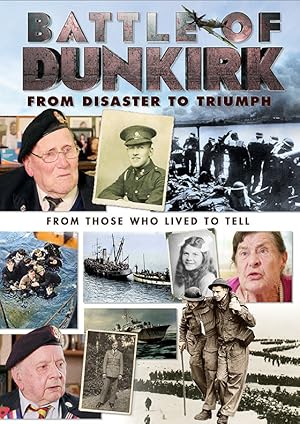 BATTLE OF
DUNKIRK
FROM DISASTER TO TRIUMPH
FROM THOSE WHO LIVED TO TELL